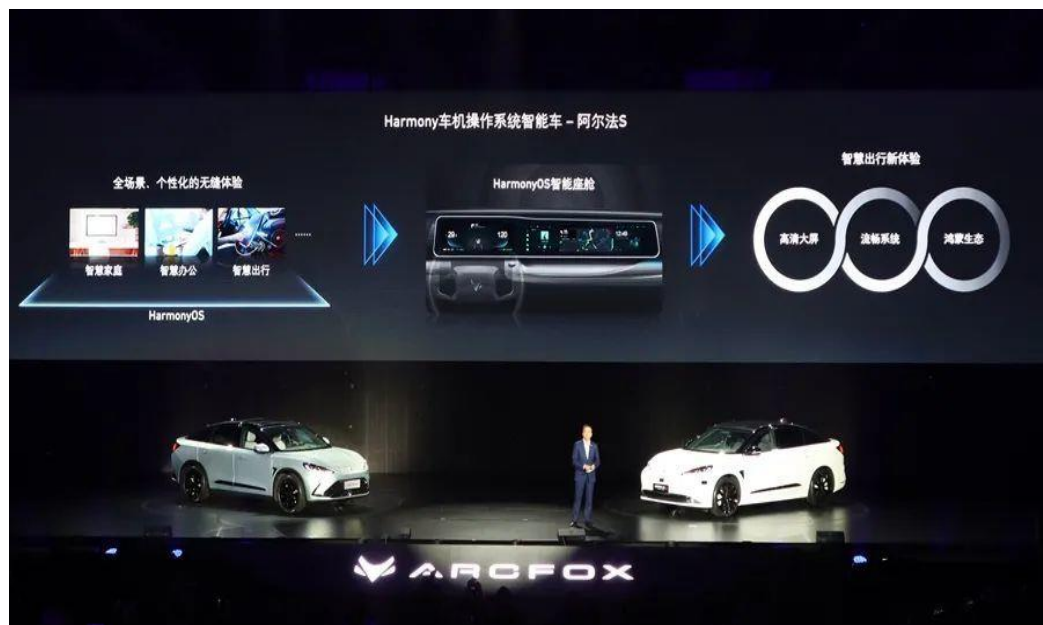 Harmony车机操作系统智能车 – 阿尔法S
全场景、个性化的无缝体验
智慧家庭
智慧办公
智慧出行
......
HarmonyOS
HarmonyOS智能座舱
120
12:48
智慧出行新体验
高清大屏
流畅系统
鸿蒙生态
ARCFOX